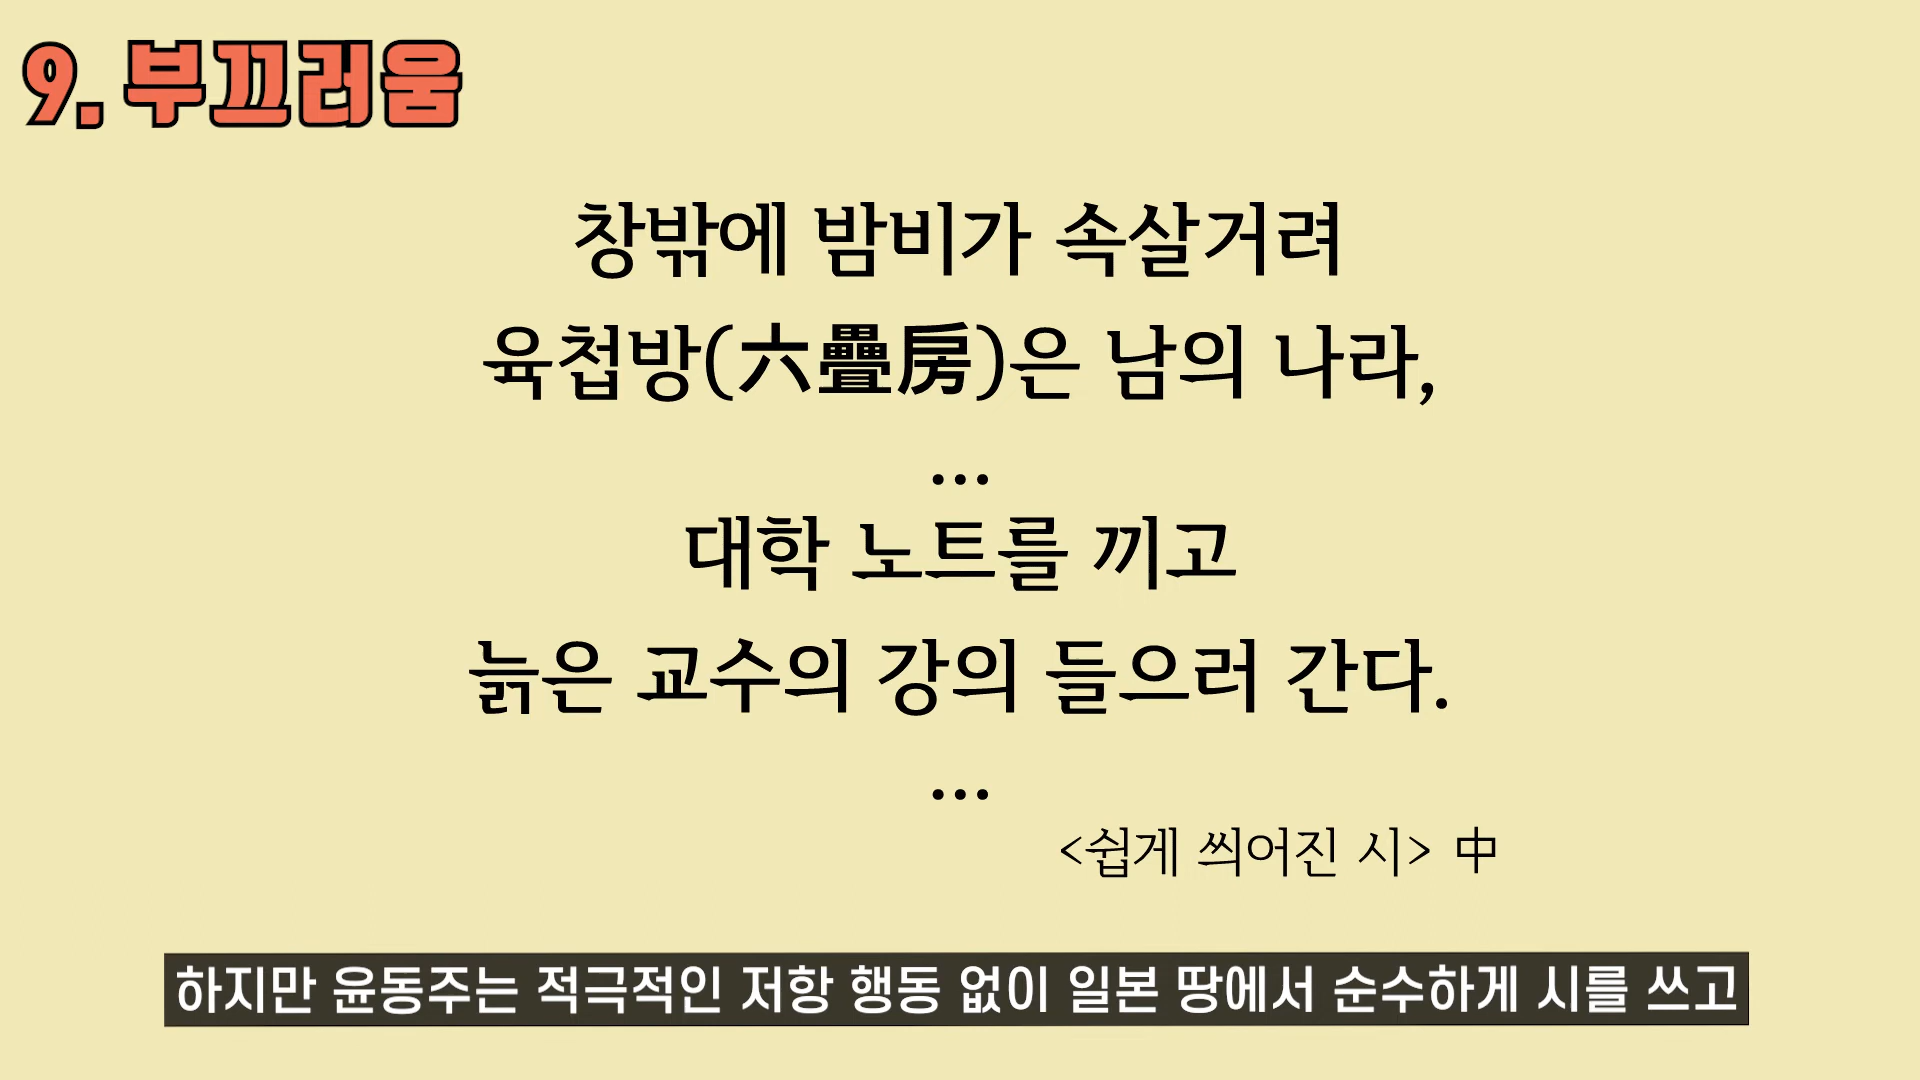 9. 부끄러움
창밖에 밤비가 속살거려
육첩방(六疊房)은 남의 나라,
...
대학 노트를 끼고
늙은 교수의 강의 들으러 간다.
...
<쉽게 씌어진 시> 中
하지만 윤동주는 적극적인 저항 행동 없이 일본 땅에서 순수하게 시를 쓰고